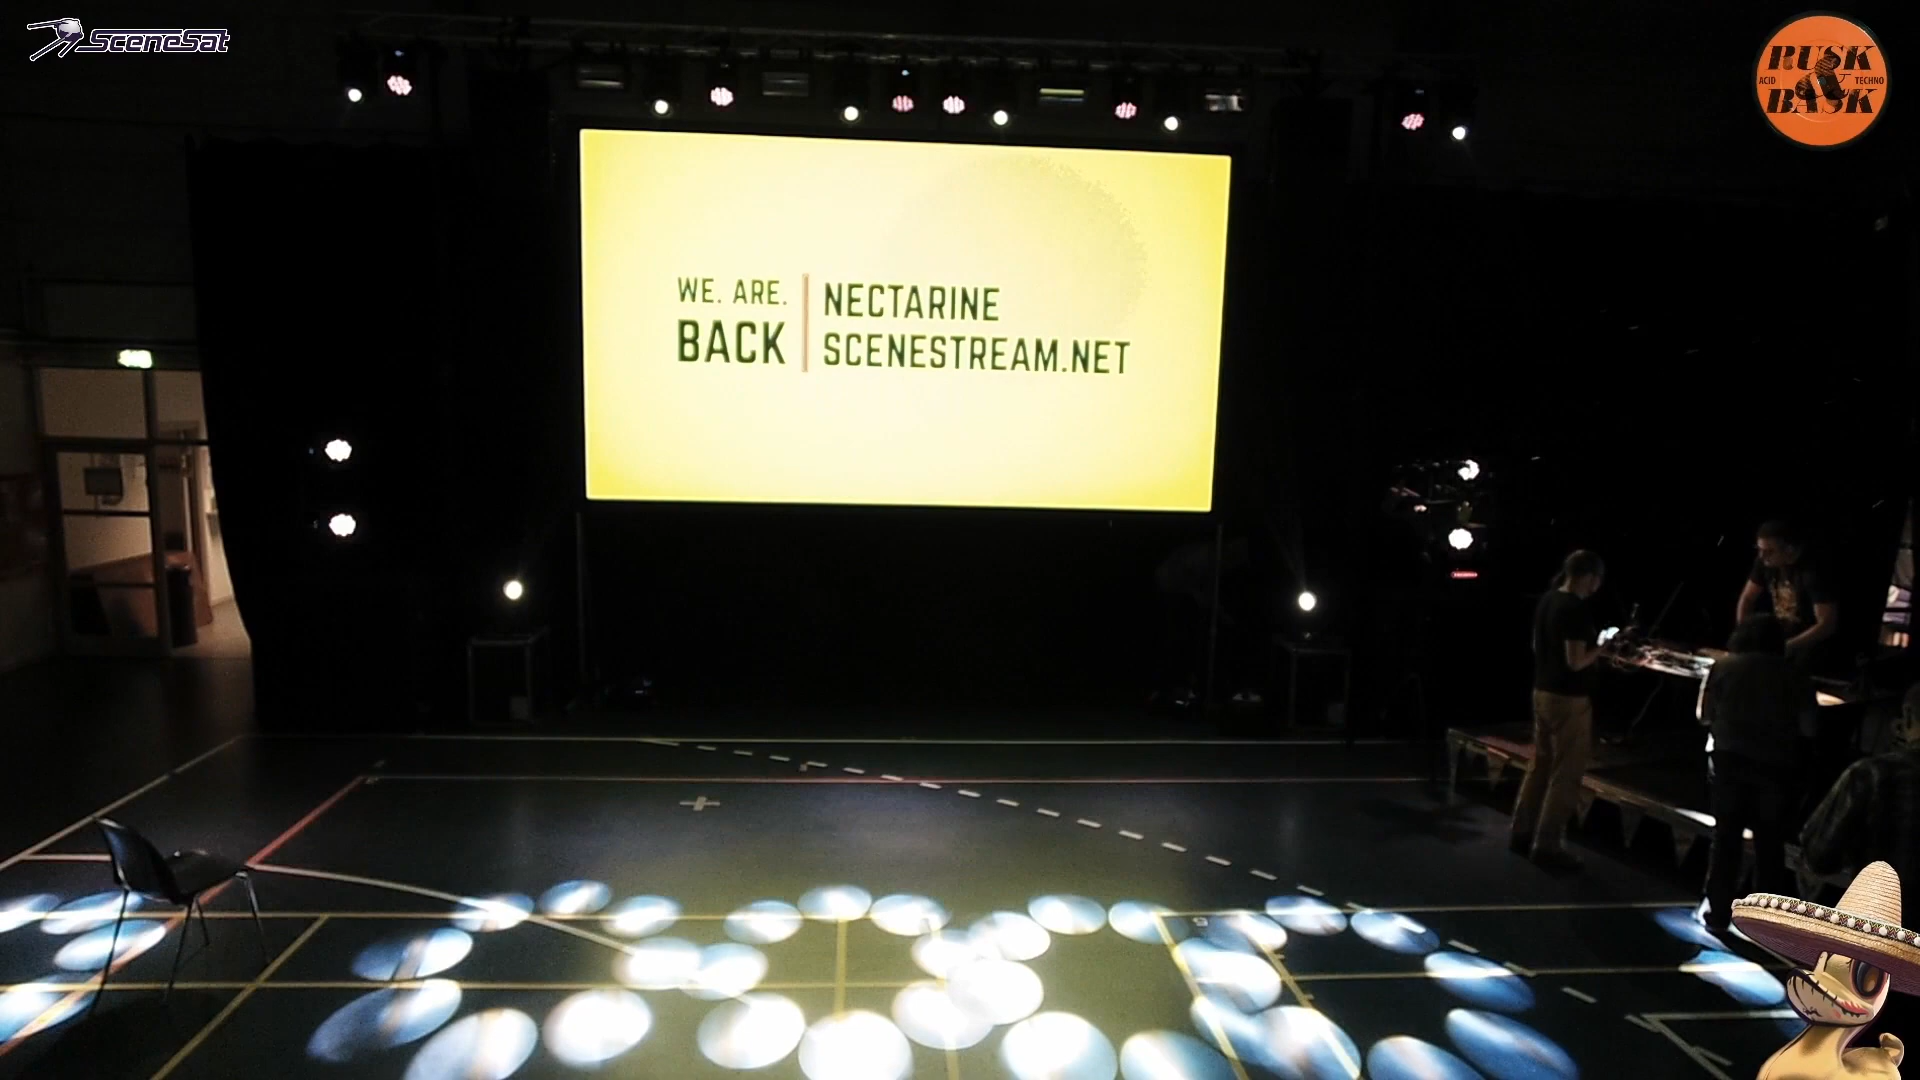 SceneSat
RUSK
ACID & TECHNO
BASK
WE. ARE.
BACK
NECTARINE
SCENESTREAM.NET